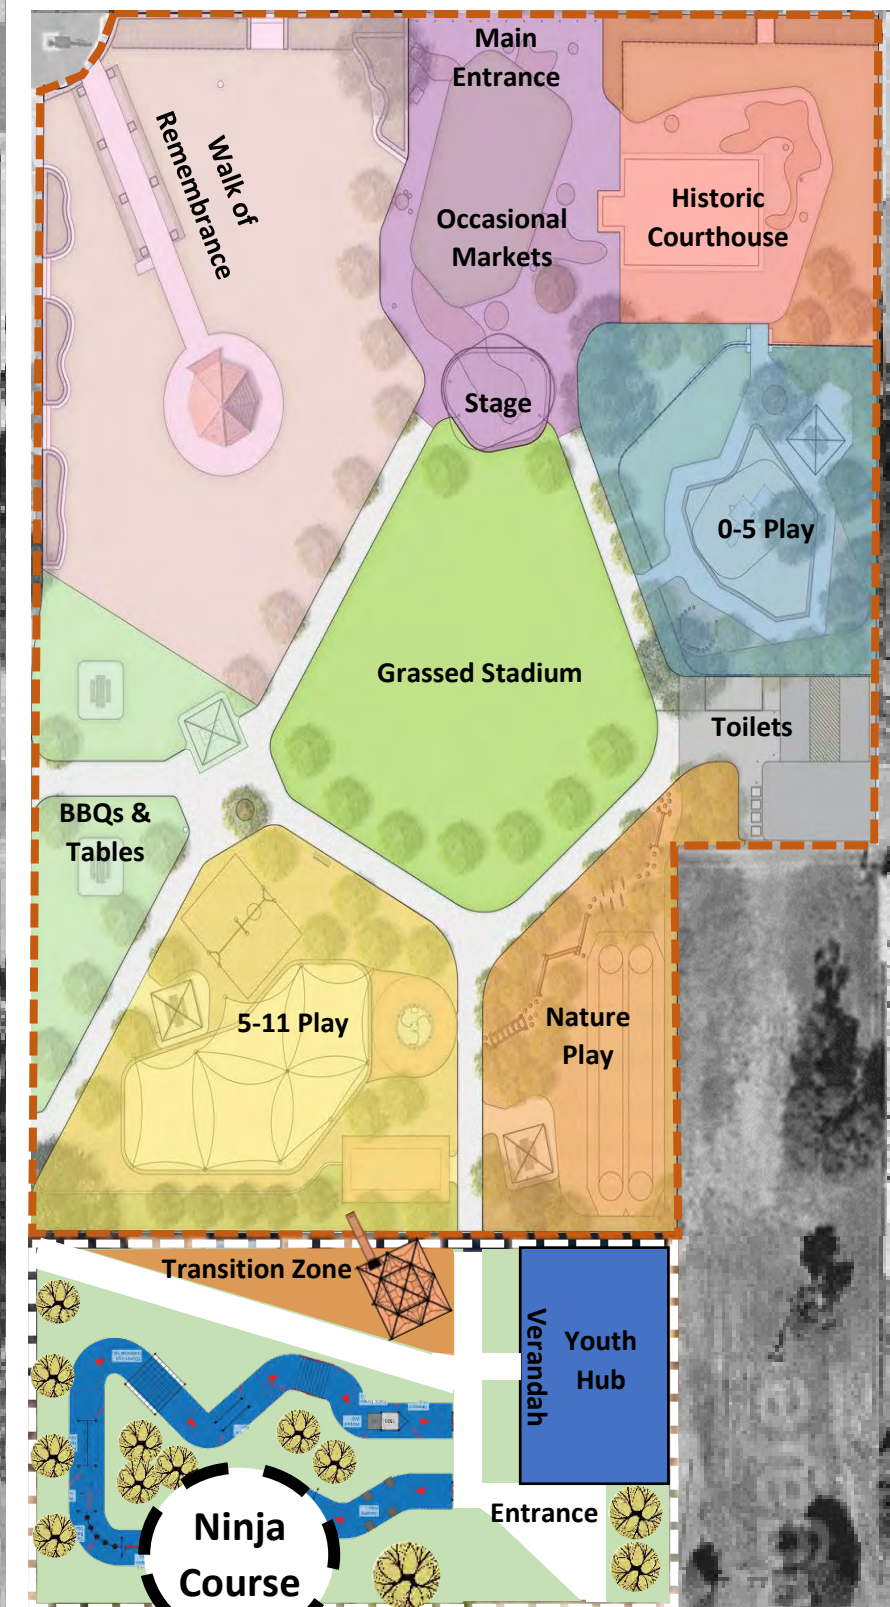 Main
Entrance
Walk of
Remembrance
Historic
Courthouse
Occasional
Markets
Stage
0-5 Play
Grassed Stadium
Toilets
BBQs &
Tables
5-11 Play
Nature
Play
Transition Zone
Verandah
Youth
Hub
Entrance
Ninja
Course